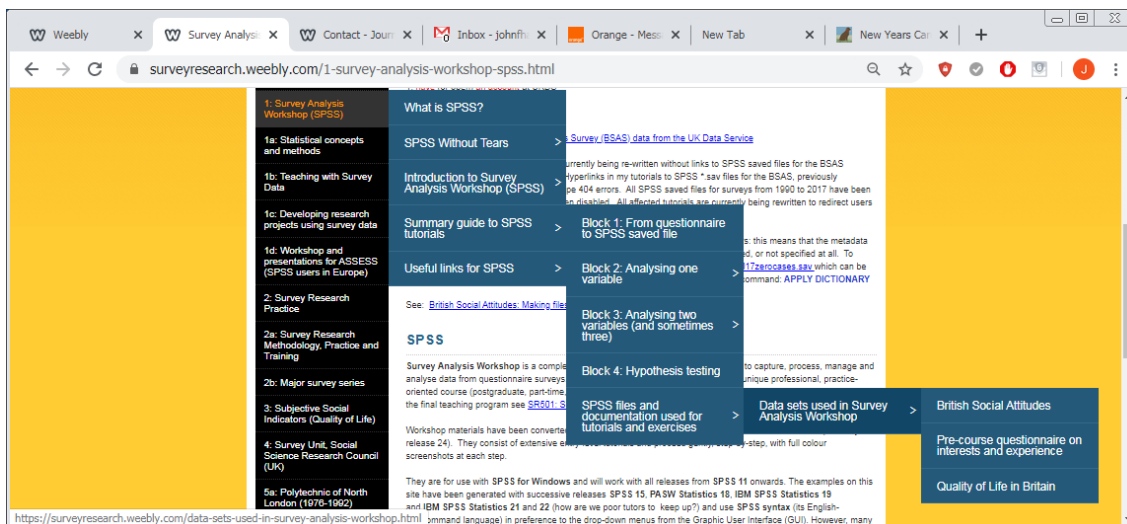 Weebly
Survey Analysi
Contact - Journ
Inbox - johnfha
Orange - Mess
New Tab
New Years Car
surveyresearch.weebly.com/1-survey-analysis-workshop-spss.html
J
1: Survey Analysis
Workshop (SPSS)
1a: Statistical concepts
and methods
1b: Teaching with Survey
Data
1c: Developing research
projects using survey data
1d: Workshop and
presentations for ASSESS
(SPSS users in Europe)
2: Survey Research
Practice
2a: Survey Research
Methodology, Practice and
Training
2b: Major survey series
3: Subjective Social
Indicators (Quality of Life)
4: Survey Unit, Social
Science Research Council
(UK)
5a: Polytechnic of North
London (1976-1992)
What is SPSS?
SPSS Without Tears >
Introduction to Survey
Analysis Workshop (SPSS) >
Summary guide to SPSS
tutorials >
Useful links for SPSS >
Block 1: From questionnaire
to SPSS saved file
Block 2: Analysing one
variable >
Block 3: Analysing two
variables (and sometimes
three) >
Block 4: Hypothesis testing
SPSS files and
documentation used for
tutorials and exercises >
Data sets used in Survey
Analysis Workshop >
British Social Attitudes
Pre-course questionnaire on
interests and experience
Quality of Life in Britain
s Survey (BSAS) data from the UK Data Service
urrently being re-written without links to SPSS saved files for the BSAS
Hyperlinks in my tutorials to SPSS *.sav files for the BSAS, previously
pe 404 errors. All SPSS saved files for surveys from 1990 to 2017 have been
en disabled. All affected tutorials are currently being rewritten to redirect users
s: this means that the metadata
ed, or not specified at all. To
17zerocases.sav which can be
ommand: APPLY DICTIONARY
See: British Social Attitudes: Making files
SPSS
Survey Analysis Workshop is a comple to capture, process, manage and
analyse data from questionnaire surveys unique professional, practice-
oriented course (postgraduate, part-time,
the final teaching program see SR501: S
Workshop materials have been converte
release 24). They consist of extensive step-by-step, with full colour
screenshots at each step.
They are for use with SPSS for Windows and will work with all releases from SPSS 11 onwards. The examples on this
site have been generated with successive releases SPSS 15, PASW Statistics 18, IBM SPSS Statistics 19
and IBM SPSS Statistics 21 and 22 (how are we poor tutors to keep up?) and use SPSS syntax (its English-
ommand language) in preference to the drop-down menus from the Graphic User Interface (GUI). However, many
https://surveyresearch.weebly.com/data-sets-used-in-survey-analysis-workshop.html